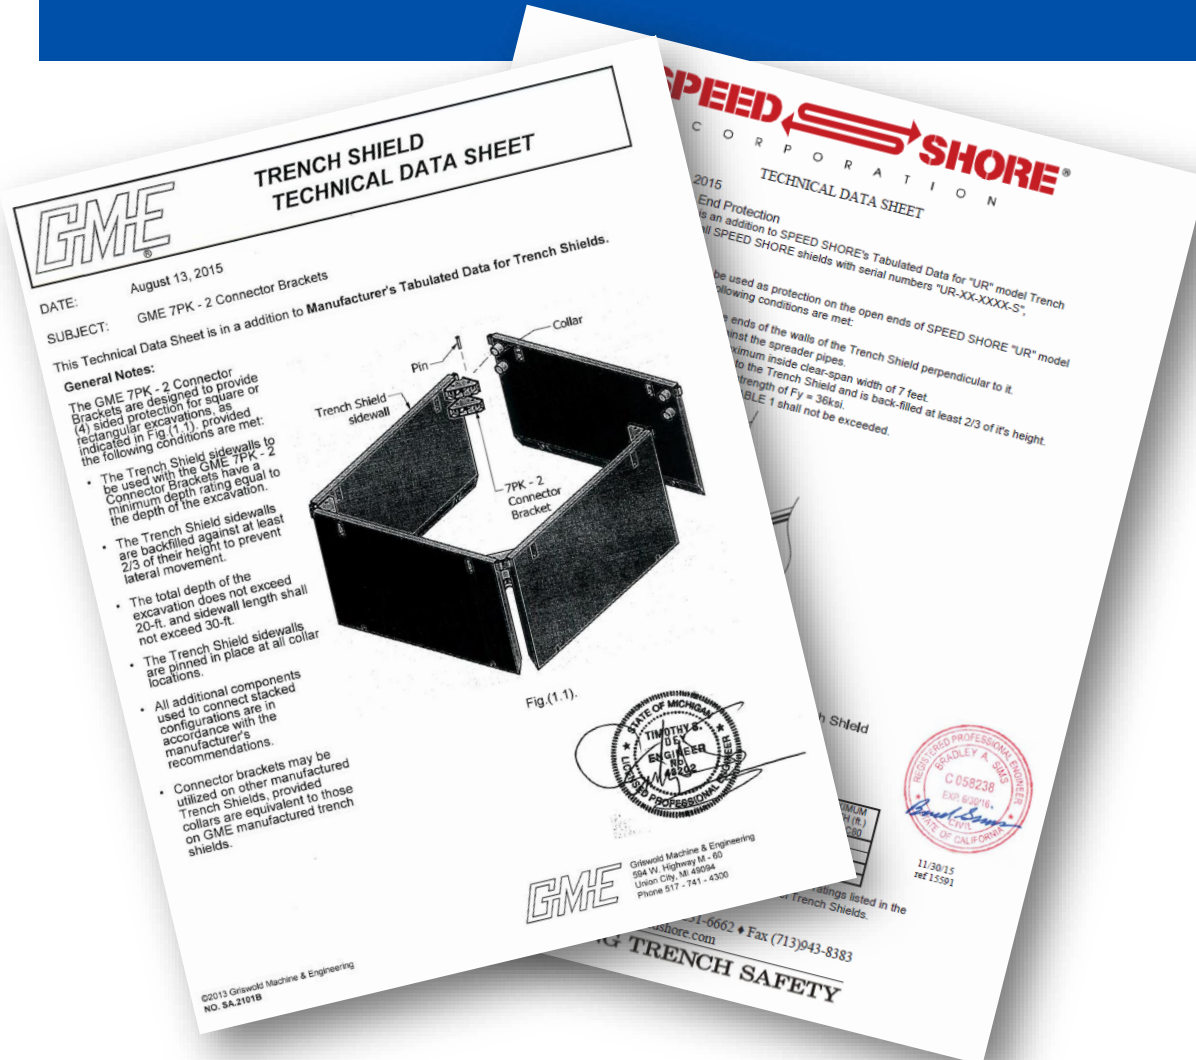 GME
®
TRENCH SHIELD
TECHNICAL DATA SHEET
DATE: August 13, 2015
SUBJECT: GME 7PK - 2 Connector Brackets
This Technical Data Sheet is in a addition to Manufacturer's Tabulated Data for Trench Shields.
General Notes:
The GME 7PK - 2 Connector
Brackets are designed to provide
(4) sided protection for square or
rectangular excavations, as
indicated in Fig.(1.1). provided
the following conditions are met:
• The Trench Shield sidewalls to
be used with the GME 7PK - 2
Connector Brackets have a
minimum depth rating equal to
the depth of the excavation.
• The Trench Shield sidewalls
are backfilled against at least
2/3 of their height to prevent
lateral movement.
• The total depth of the
excavation does not exceed
20-ft. and sidewall length shall
not exceed 30-ft.
• The Trench Shield sidewalls
are pinned in place at all collar
locations.
• All additional components
used to connect stacked
configurations are in
accordance with the
manufacturer's
recommendations.
• Connector brackets may be
utilized on other manufactured
Trench Shields, provided
collars are equivalent to those
on GME manufactured trench
shields.
Pin
Collar
Trench Shield
sidewall
7PK - 2
Connector
Bracket
Fig.(1.1).
STATE OF MICHIGAN
TIMOTHY S.
ENGINEER
No.
LICENSED PROFESSIONAL ENGINEER
GME
Griswold Machine & Engineering
594 W. Highway M - 60
Union City, MI 49094
Phone 517 - 741 - 4300
©2013 Griswold Machine & Engineering
NO. SA.2101B
SPEED SHORE®
CORPORATION
TECHNICAL DATA SHEET
2015
End Protection
is an addition to SPEED SHORE's Tabulated Data for "UR" model Trench
all SPEED SHORE shields with serial numbers "UR-XX-XXXX-S",
be used as protection on the open ends of SPEED SHORE "UR" model
following conditions are met:
ends of the walls of the Trench Shield perpendicular to it.
against the spreader pipes.
maximum inside clear-span width of 7 feet.
to the Trench Shield and is back-filled at least 2/3 of it's height.
strength of Fy = 36ksi.
TABLE 1 shall not be exceeded.
Shield
REGISTERED PROFESSIONAL ENGINEER
BRADLEY A. SIMS
C 058238
EXP. 6/30/16
CIVIL
STATE OF CALIFORNIA
11/30/15
ref 15591
(ft.)
ratings listed in the
Trench Shields.
-6662 ♦ Fax (713)943-8383
shore.com
TRENCH SAFETY